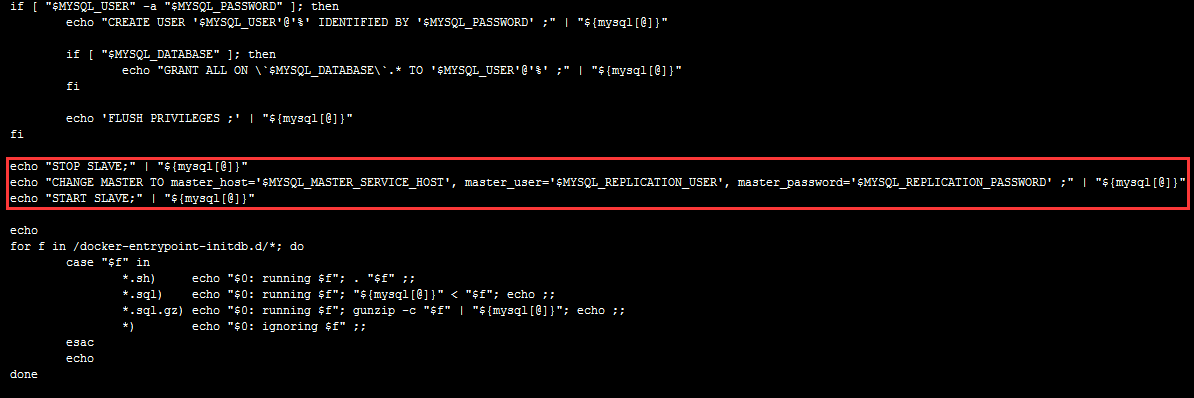 if [ "$MYSQL_USER" -a "$MYSQL_PASSWORD" ]; then
        echo "CREATE USER '$MYSQL_USER'@'%' IDENTIFIED BY '$MYSQL_PASSWORD' ;" | "${mysql[@]}"

        if [ "$MYSQL_DATABASE" ]; then
                echo "GRANT ALL ON \`$MYSQL_DATABASE\`.* TO '$MYSQL_USER'@'%' ;" | "${mysql[@]}"
        fi

        echo 'FLUSH PRIVILEGES ;' | "${mysql[@]}"
fi

echo "STOP SLAVE;" | "${mysql[@]}"
echo "CHANGE MASTER TO master_host='$MYSQL_MASTER_SERVICE_HOST', master_user='$MYSQL_REPLICATION_USER', master_password='$MYSQL_REPLICATION_PASSWORD' ;" | "${mysql[@]}"
echo "START SLAVE;" | "${mysql[@]}"

echo
for f in /docker-entrypoint-initdb.d/*; do
        case "$f" in
                *.sh)     echo "$0: running $f"; . "$f" ;;
                *.sql)    echo "$0: running $f"; "${mysql[@]}" < "$f"; echo ;;
                *.sql.gz) echo "$0: running $f"; gunzip -c "$f" | "${mysql[@]}"; echo ;;
                *)        echo "$0: ignoring $f" ;;
        esac
        echo
done